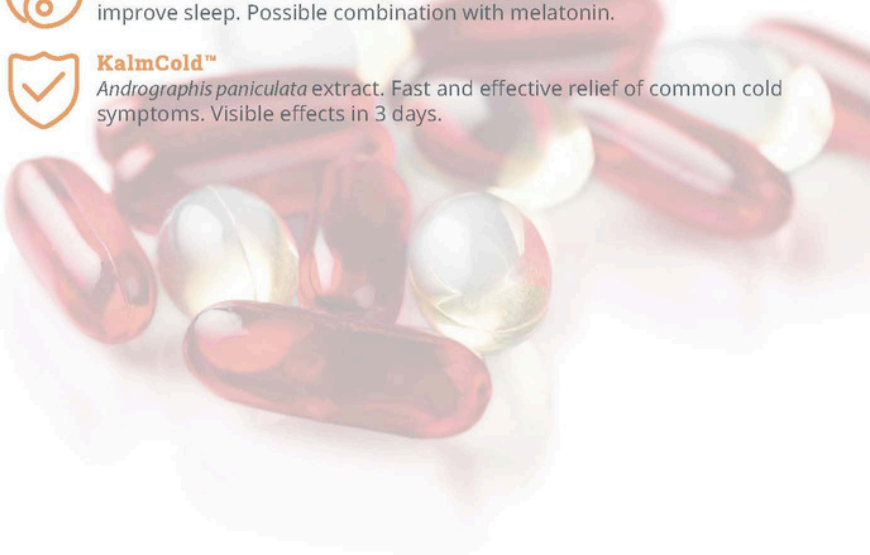 improve sleep. Possible combination with melatonin.
KalmCold™
Andrographis paniculata extract. Fast and effective relief of common cold
symptoms. Visible effects in 3 days.